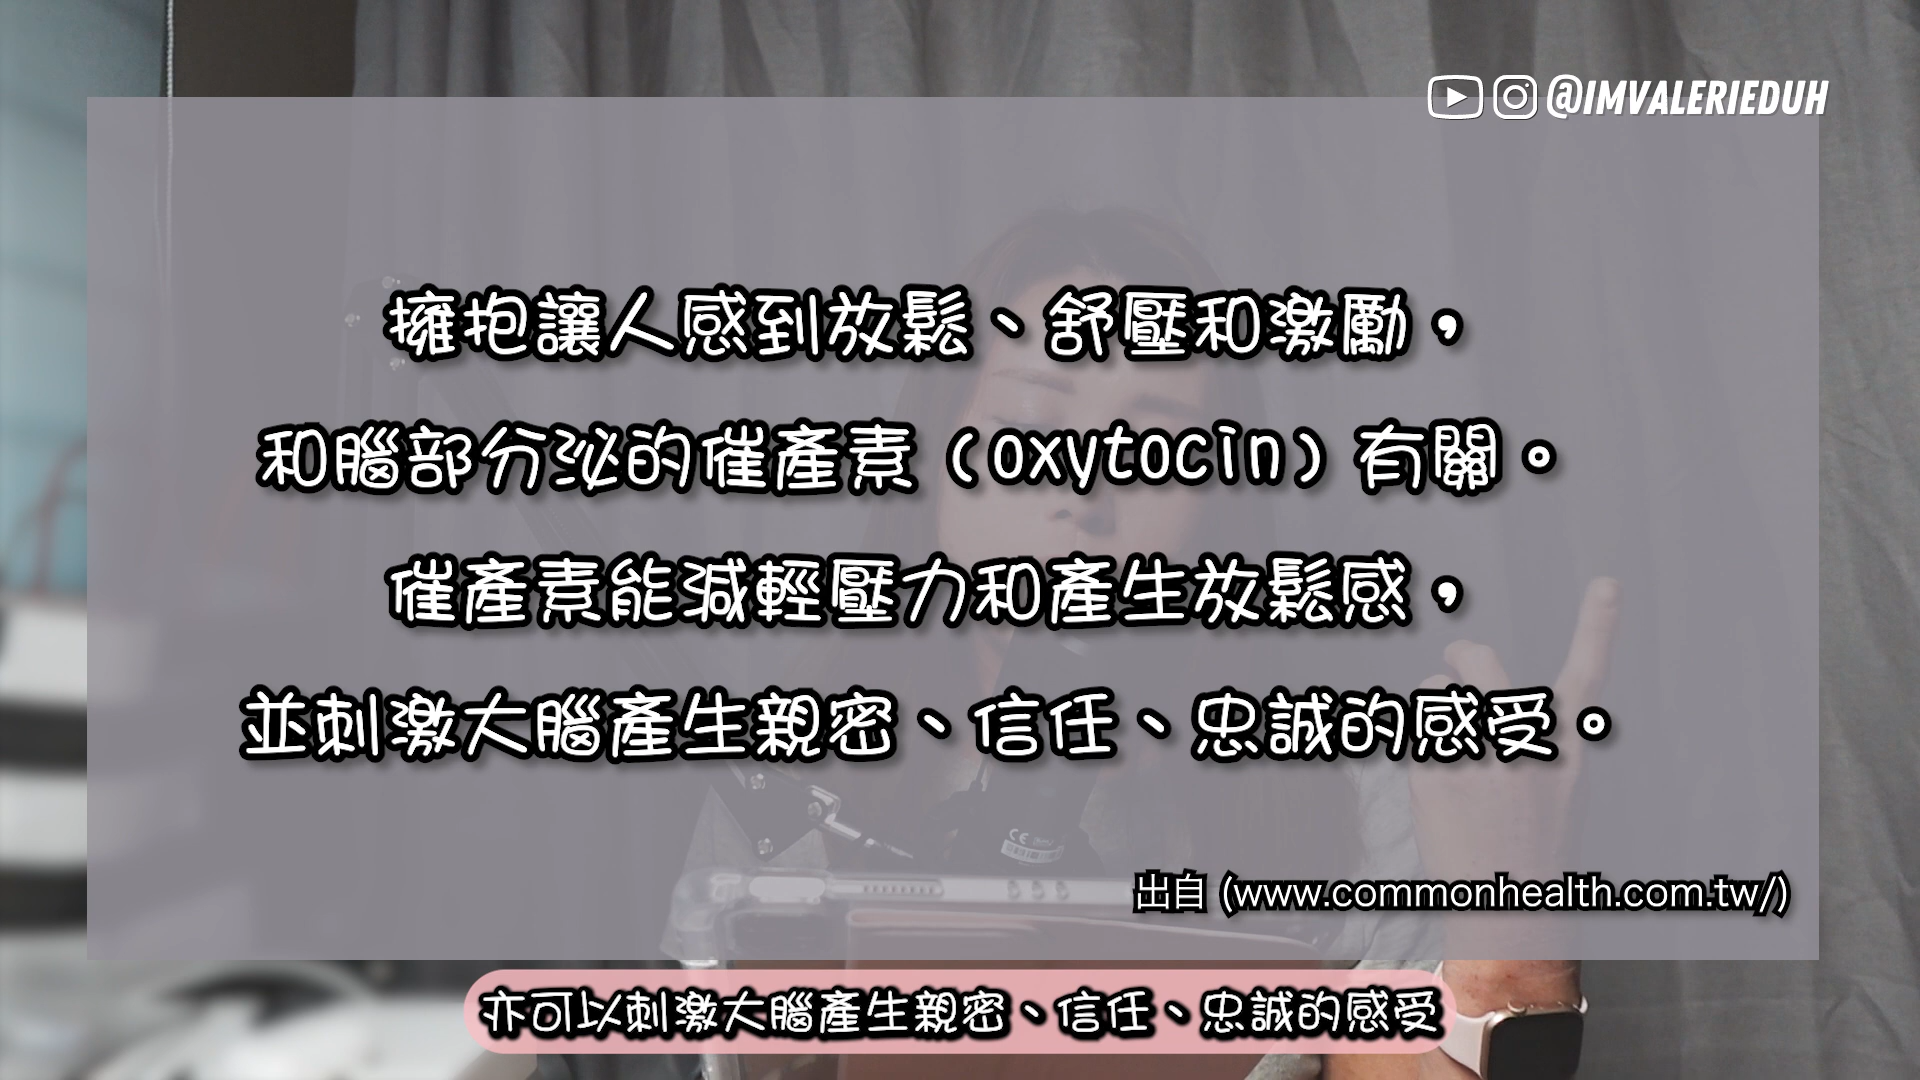 @IMVALERIEDUH
擁抱讓人感到放鬆、舒壓和激勵，
和腦部分泌的催產素（oxytocin）有關。
催產素能減輕壓力和產生放鬆感，
並刺激大腦產生親密、信任、忠誠的感受。
CE
出自 (www.commonhealth.com.tw/)
亦可以刺激大腦產生親密、信任、忠誠的感受